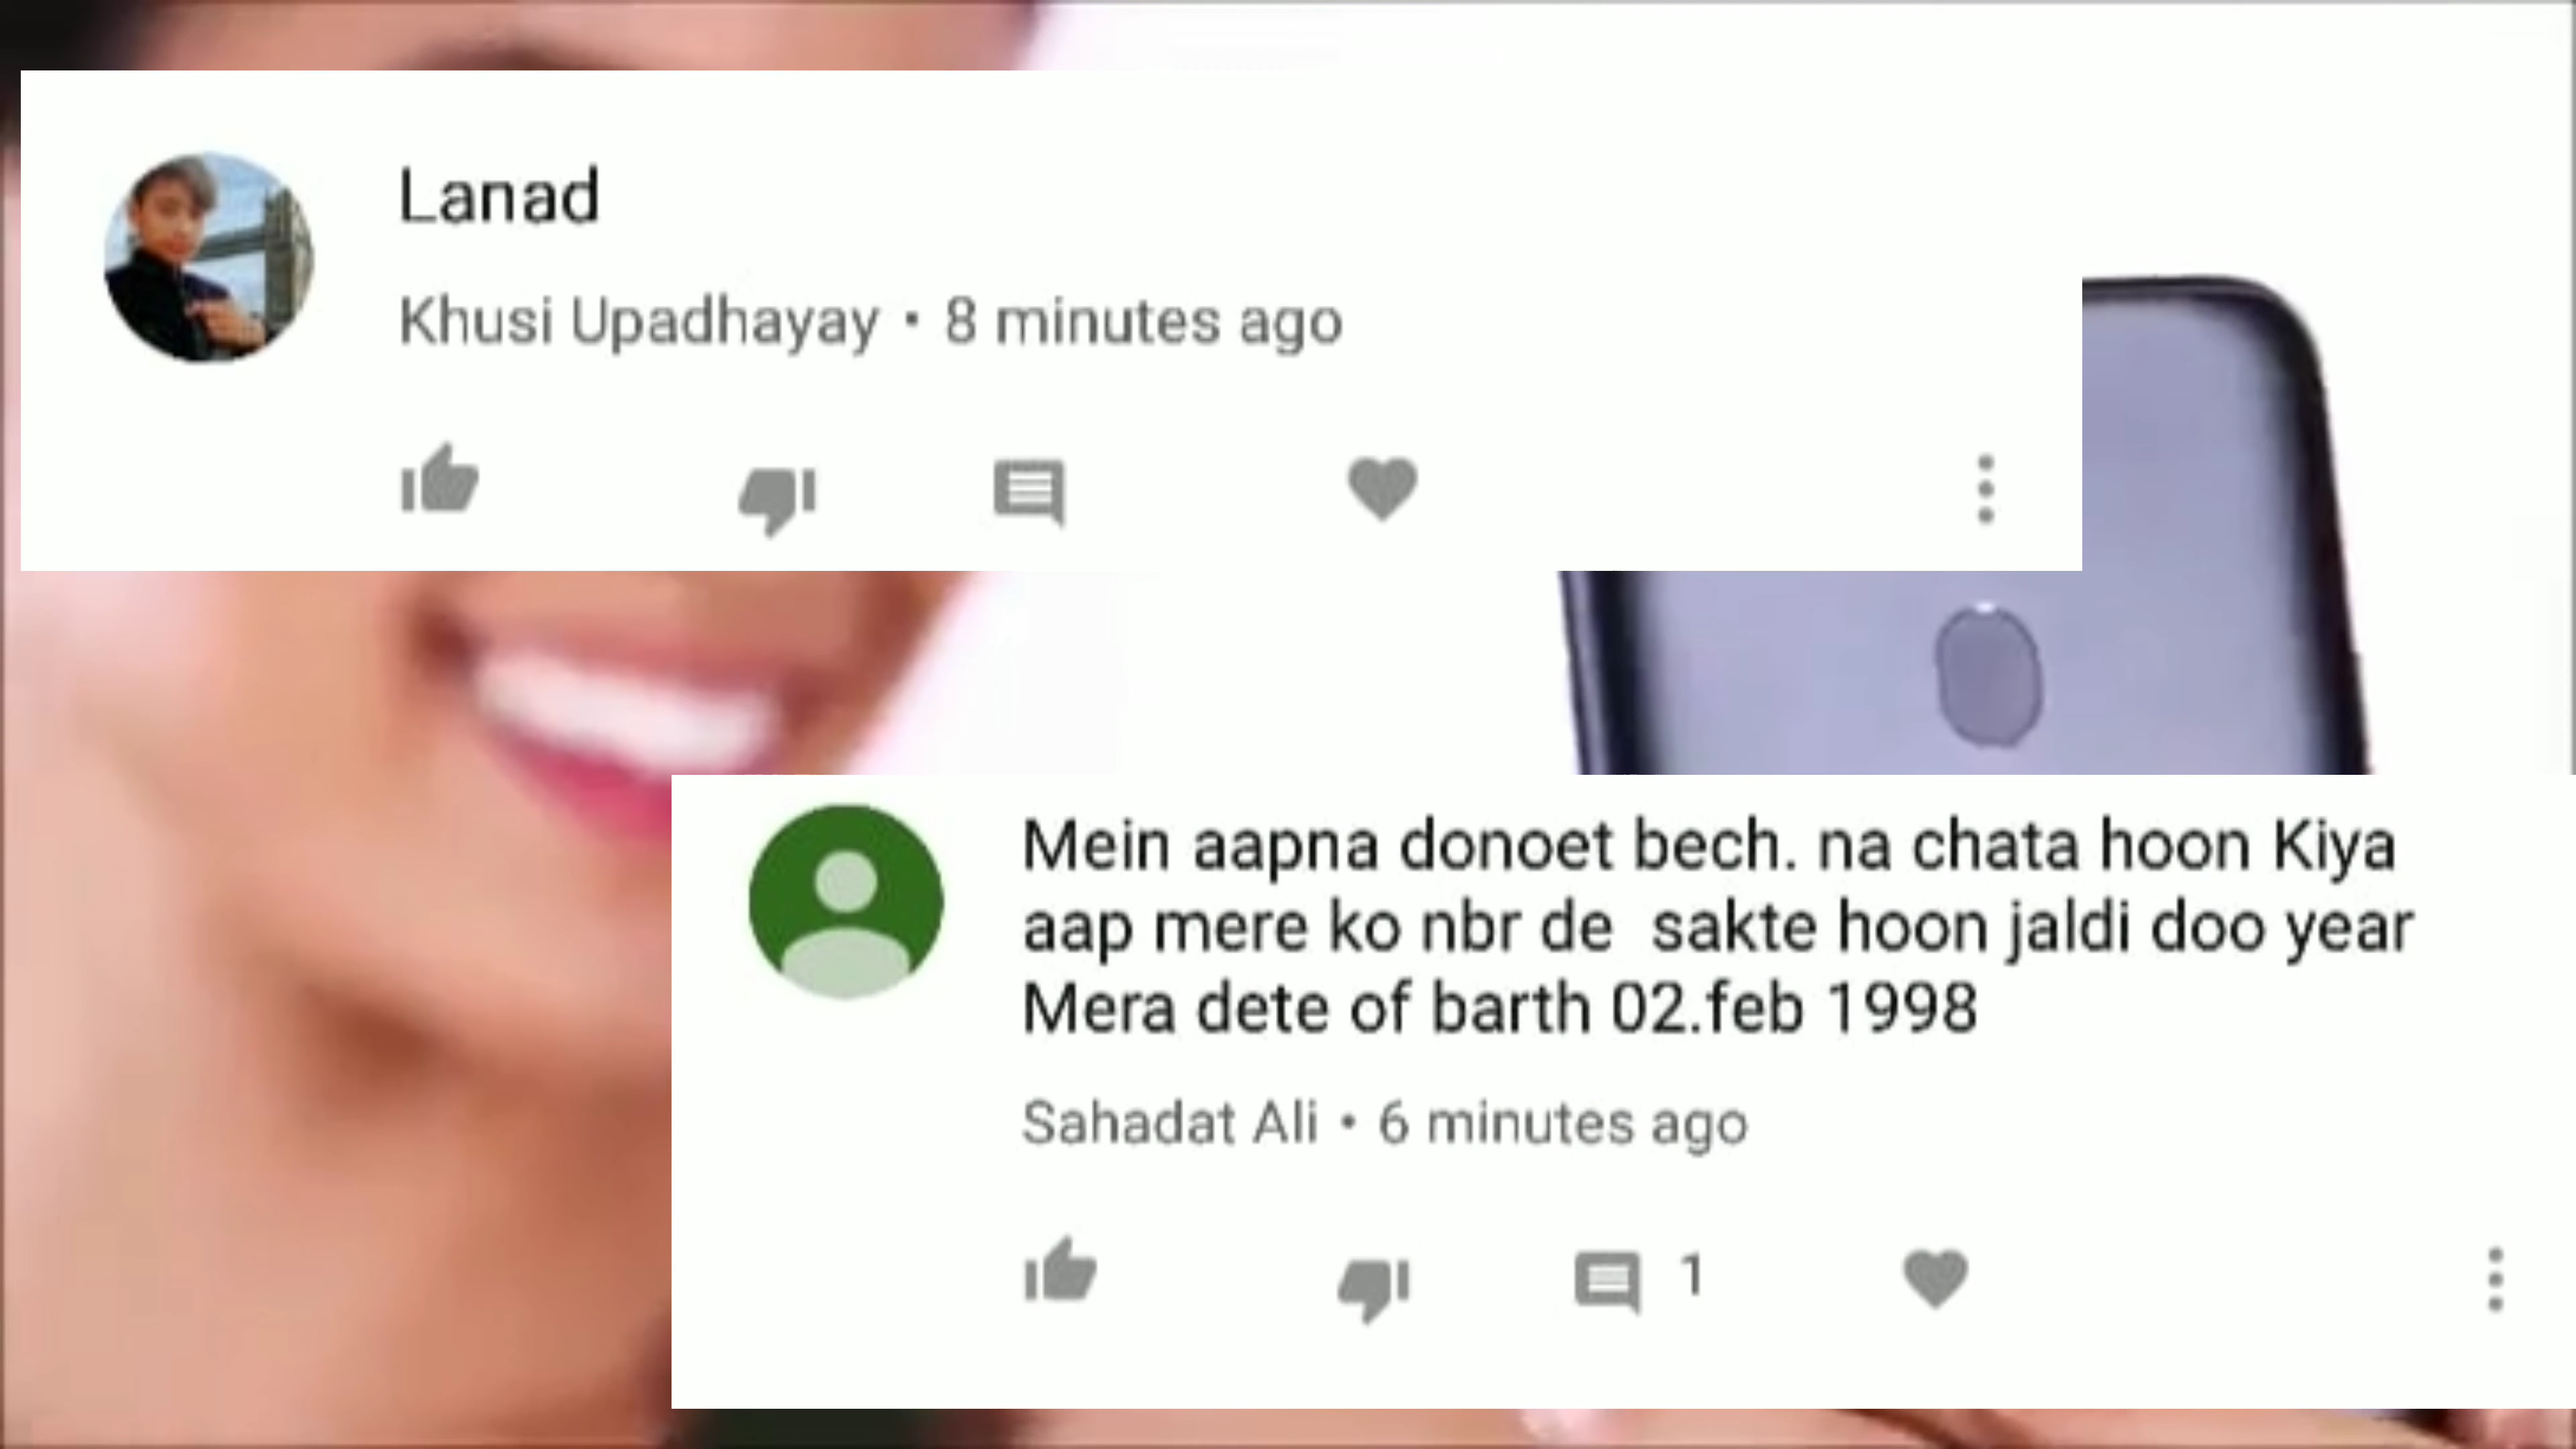 Lanad
Khusi Upadhayay • 8 minutes ago
Mein aapna donoet bech. na chata hoon Kiya
aap mere ko nbr de sakte hoon jaldi doo year
Mera dete of barth 02.feb 1998
Sahadat Ali • 6 minutes ago
1